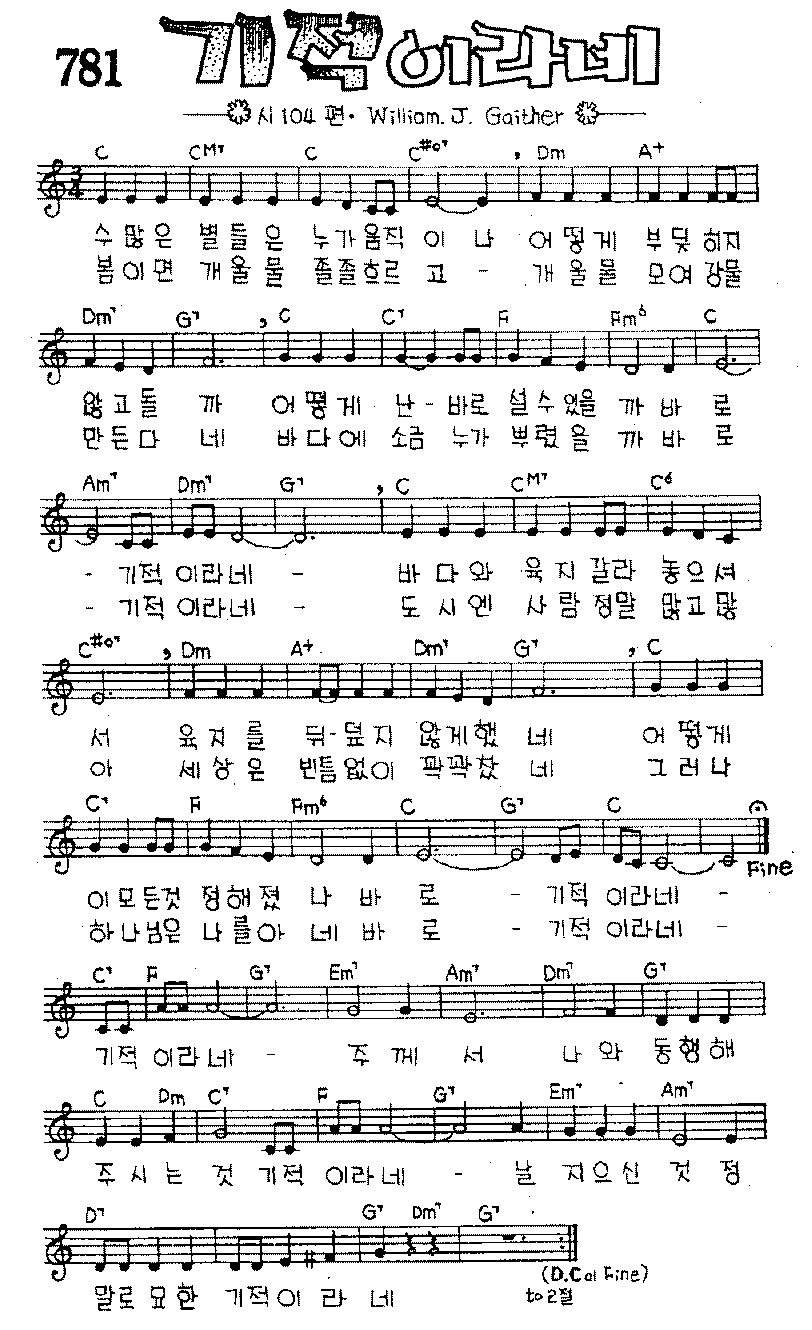 781 기적이라네
시 104 편 · William. J. Gaither
C CM7 C C#o7 , Dm A+
3/4
수 많 은 별 들 은 누 가 움직 이 나 어 떻 게 부 딪 히지
봄 이 면 개 울 물 졸 졸 흐르 고 - 개 울 물 모 여 강물
Dm7 G7 , C C7 F Fm6 C
않 고 돌 까 어 떻 게 난 - 바로 설 수 있을 까 바 로
만 든 다 네 바 다 에 소금 누가 뿌 렸 을 까 바 로
Am7 Dm7 G7 , C CM7 C6
- 기적 이라네 - 바 다 와 육 지 갈라 놓 으 셔
- 기적 이라네 - 도 시 엔 사 람 정말 많 고 많
C#o7 , Dm A+ Dm7 G7 , C
서 육 지 를 뒤 - 덮 지 않 게 했 네 어 떻 게
아 세 상 은 빈틈 없 이 꽉 꽉 찼 네 그 러 나
C7 F Fm6 C G7 C
Fine
이 모 든것 정 해 졌 나 바 로 - 기적 이라네 -
하 나 님은 나 를 아 네 바 로 - 기적 이라네 -
C7 F G7 Em7 Am7 Dm7 G7
기적 이라 네 - 주 께 서 나 와 동 행 해
C Dm C7 F G7 Em7 Am7
주 시 는 것 기적 이라네 - 날 지 으 신 것 정
D7 G7 Dm7 G7
(D.C al Fine)
말 로 묘 한 기 적 이 라 네 to 2절